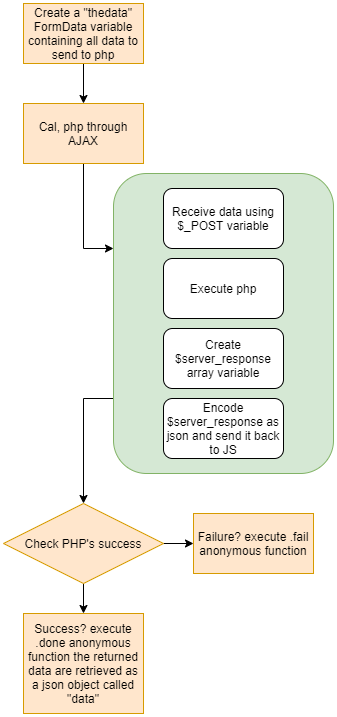 Create a "thedata"
FormData variable
containing all data to
send to php
Cal, php through
AJAX
Receive data using
$_POST variable
Execute php
Create
$server_response
array variable
Encode
$server_response as
json and send it back
to JS
Check PHP's success
Failure? execute .fail
anonymous function
Success? execute
.done anonymous
function the returned
data are retrieved as
a json object called
"data"